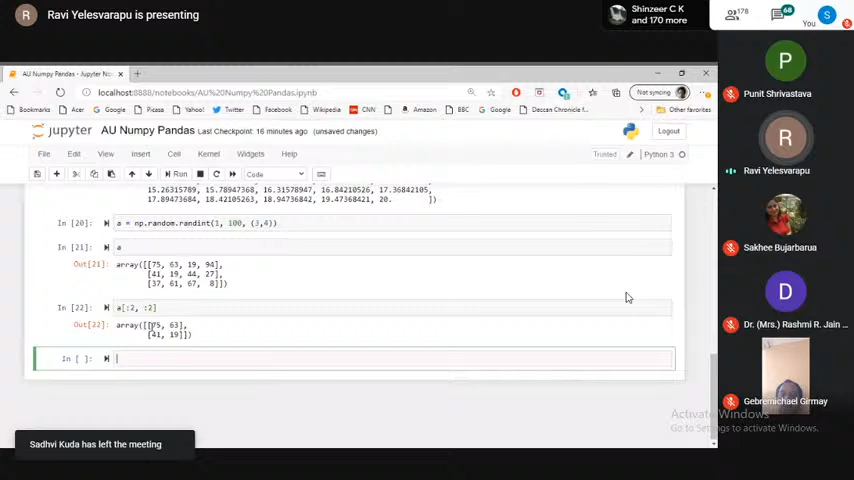 R Ravi Yelesvarapu is presenting
Shinzeer C K
and 170 more
178
68
You
S
AU Numpy Pandas - Jupyter No
localhost:8888/notebooks/AU%20Numpy%20Pandas.ipynb
Not syncing
Bookmarks Acer Google Picasa Yahoo! Twitter Facebook Wikipedia CNN Amazon BBC Google Deccan Chronicle Other favorites
jupyter AU Numpy Pandas Last Checkpoint: 16 minutes ago (unsaved changes)
Logout
File Edit View Insert Cell Kernel Widgets Help
Trusted Python 3
Run Code
15.26315789, 15.78947368, 16.31578947, 16.84210526, 17.36842105,
17.89473684, 18.42105263, 18.94736842, 19.47368421, 20. ])
In [20]: a = np.random.randint(1, 100, (3,4))
In [21]: a
Out[21]: array([[75, 63, 19, 94],
[41, 19, 44, 27],
[37, 61, 67, 8]])
In [22]: a[:2, :2]
Out[22]: array([[75, 63],
[41, 19]])
In [ ]:
Sadhvi Kuda has left the meeting
P
Punit Shrivastava
R
Ravi Yelesvarapu
Sakhee Bujarbarua
D
Dr. (Mrs.) Rashmi R. Jain ...
Gebremichael Girmay
Activate Windows
Go to Settings to activate Windows.